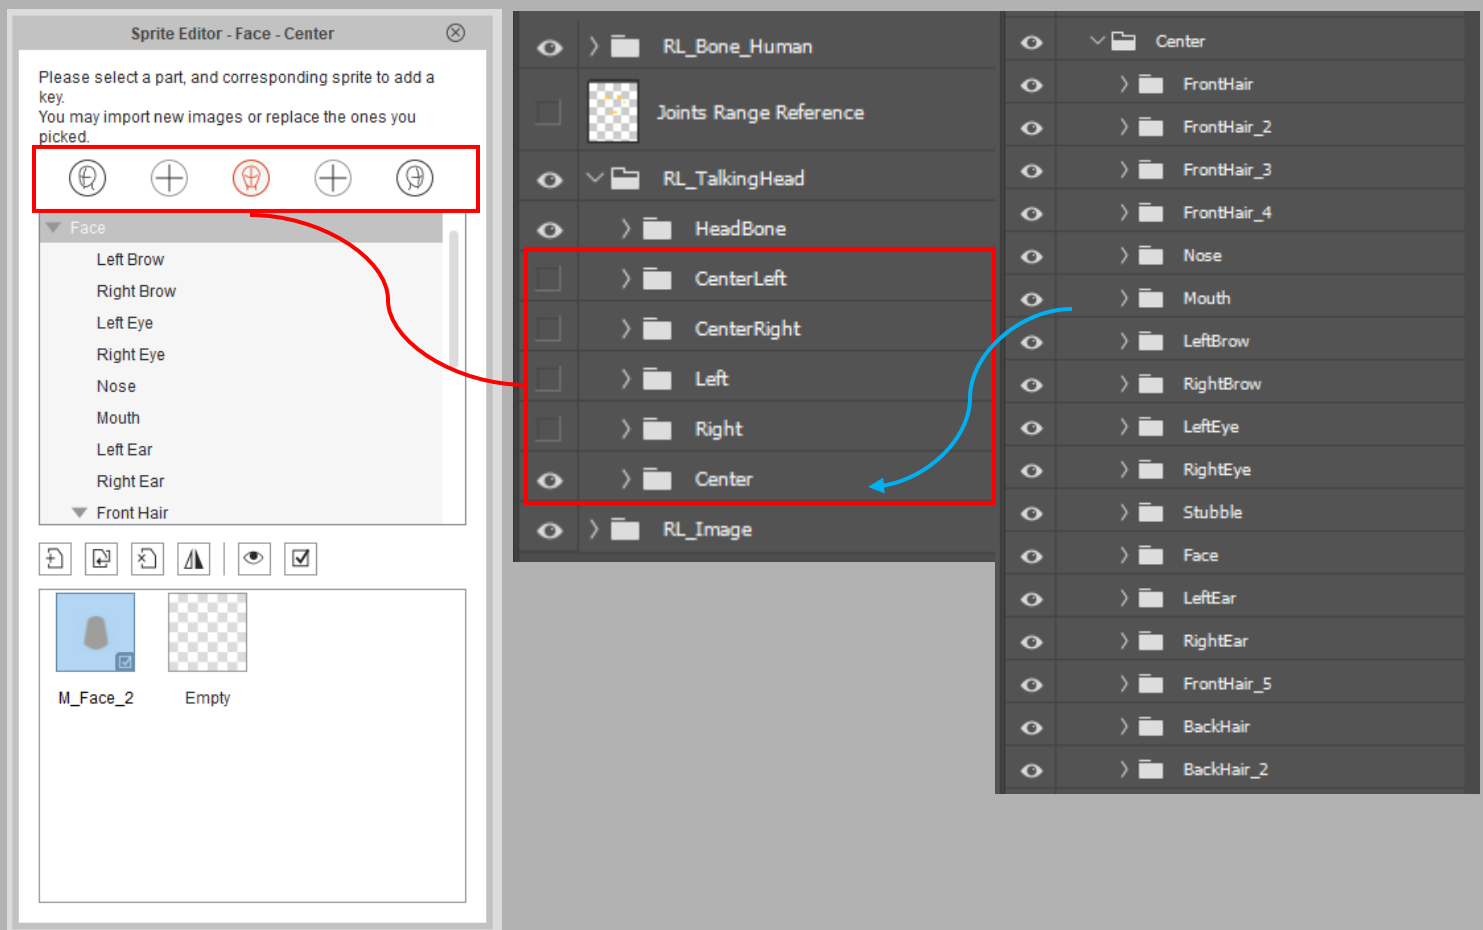 Sprite Editor - Face - Center
Please select a part, and corresponding sprite to add a
key.
You may import new images or replace the ones you
picked.
Face
Left Brow
Right Brow
Left Eye
Right Eye
Nose
Mouth
Left Ear
Right Ear
Front Hair
M_Face_2
Empty
RL_Bone_Human
Joints Range Reference
RL_TalkingHead
HeadBone
CenterLeft
CenterRight
Left
Right
Center
RL_Image
Center
FrontHair
FrontHair_2
FrontHair_3
FrontHair_4
Nose
Mouth
LeftBrow
RightBrow
LeftEye
RightEye
Stubble
Face
LeftEar
RightEar
FrontHair_5
BackHair
BackHair_2